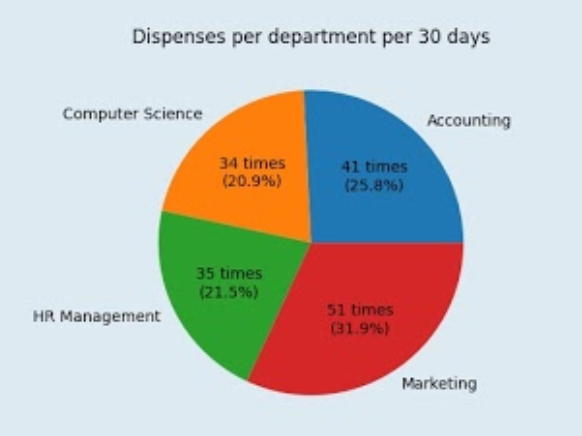 Dispenses per department per 30 days
Computer Science
Accounting
34 times
(20.9%)
41 times
(25.8%)
35 times
(21.5%)
51 times
(31.9%)
HR Management
Marketing